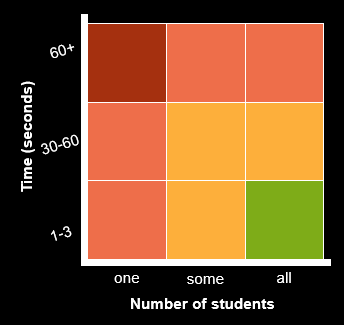 Time (seconds)
60+
30-60
1-3
one some all
Number of students